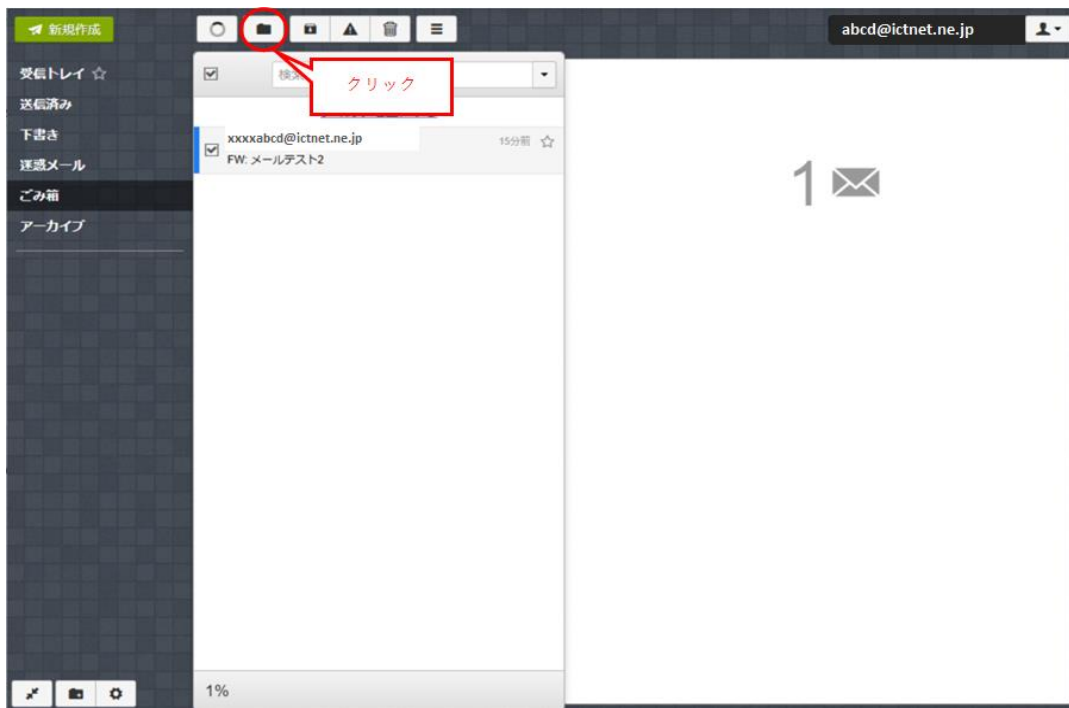 新規作成
abcd@ictnet.ne.jp
受信トレイ
送信済み
下書き
迷惑メール
ごみ箱
アーカイブ
検索
クリック
xxxxabcd@ictnet.ne.jp
15分前
FW: メールテスト2
1
1%